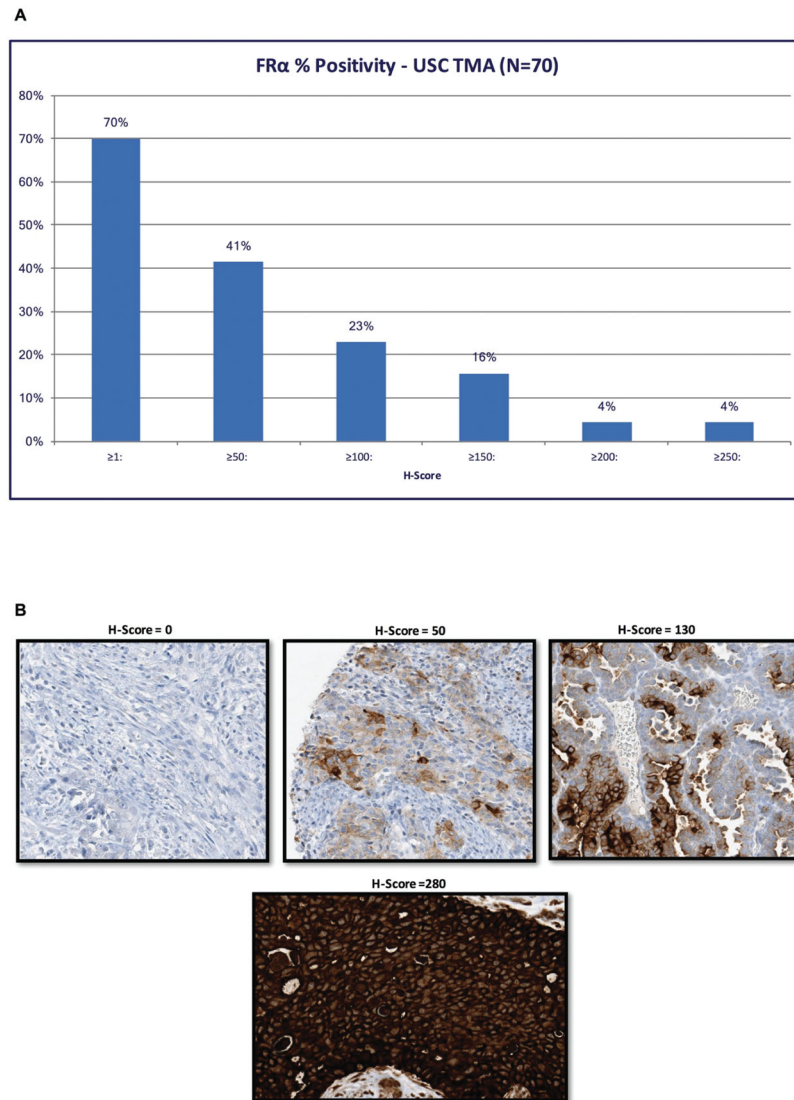 A
FRα % Positivity - USC TMA (N=70)
80%
70%
60%
50%
40%
30%
20%
10%
0%
70%
41%
23%
16%
4%
4%
≥1:
≥50:
≥100:
≥150:
≥200:
≥250:
H-Score
B
H-Score = 0
H-Score = 50
H-Score = 130
H-Score =280